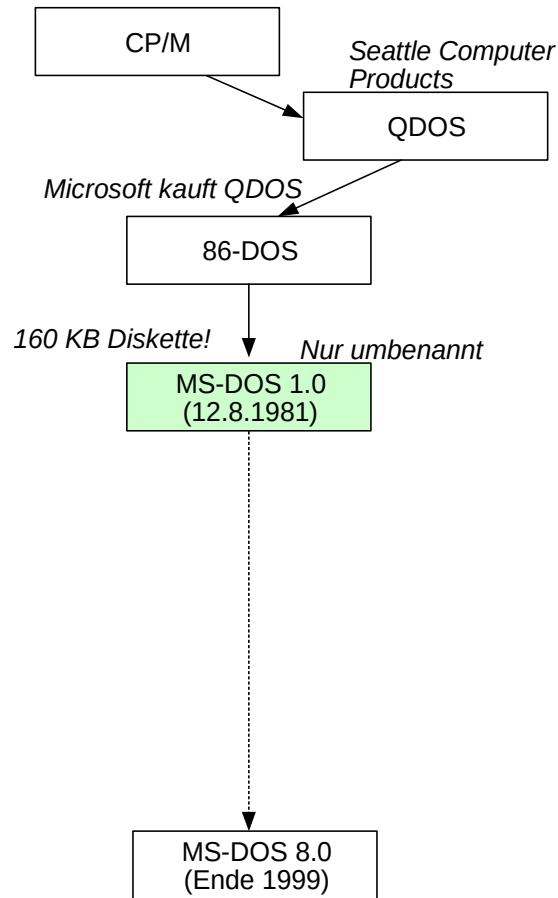 CP/M
Seattle Computer
Products
QDOS
Microsoft kauft QDOS
86-DOS
160 KB Diskette!
Nur umbenannt
MS-DOS 1.0
(12.8.1981)
MS-DOS 8.0
(Ende 1999)